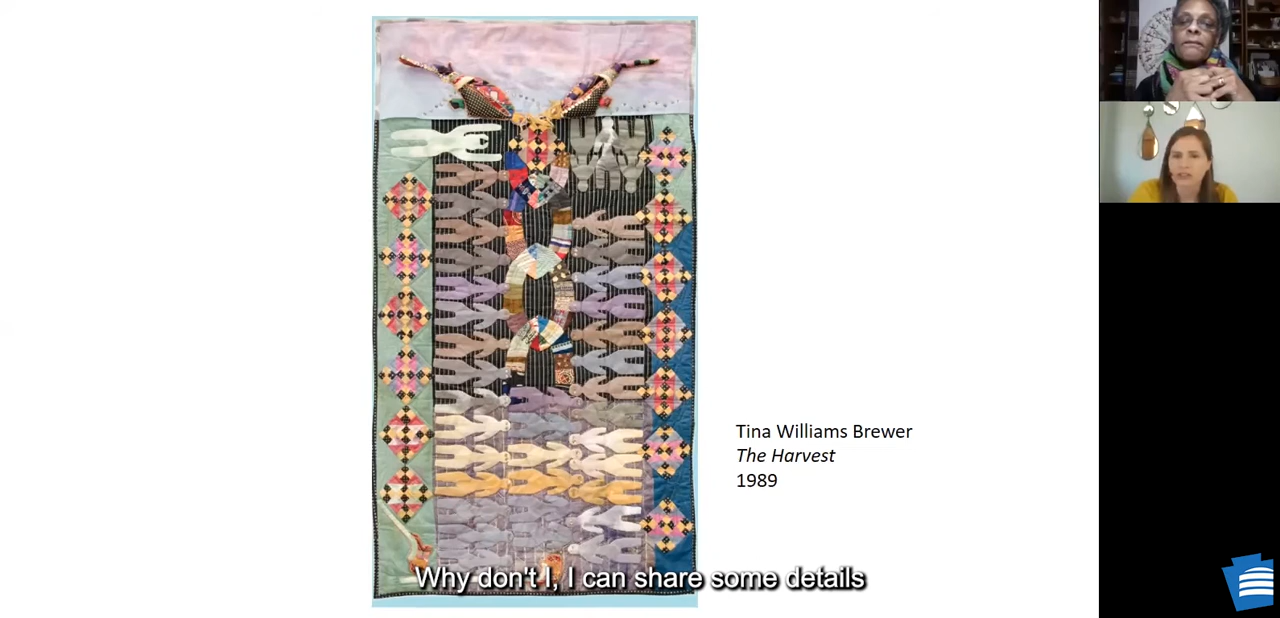 Tina Williams Brewer
The Harvest
1989
Why don't I, I can share some details